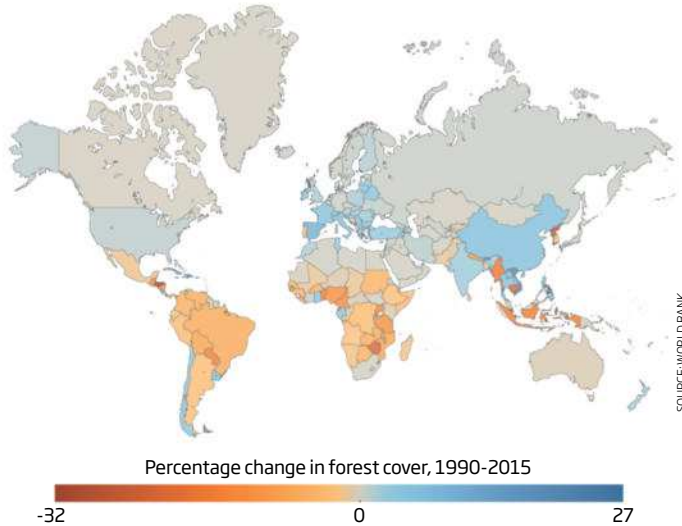 SOURCE: WORLD BANK
Percentage change in forest cover, 1990-2015
-32 0 27